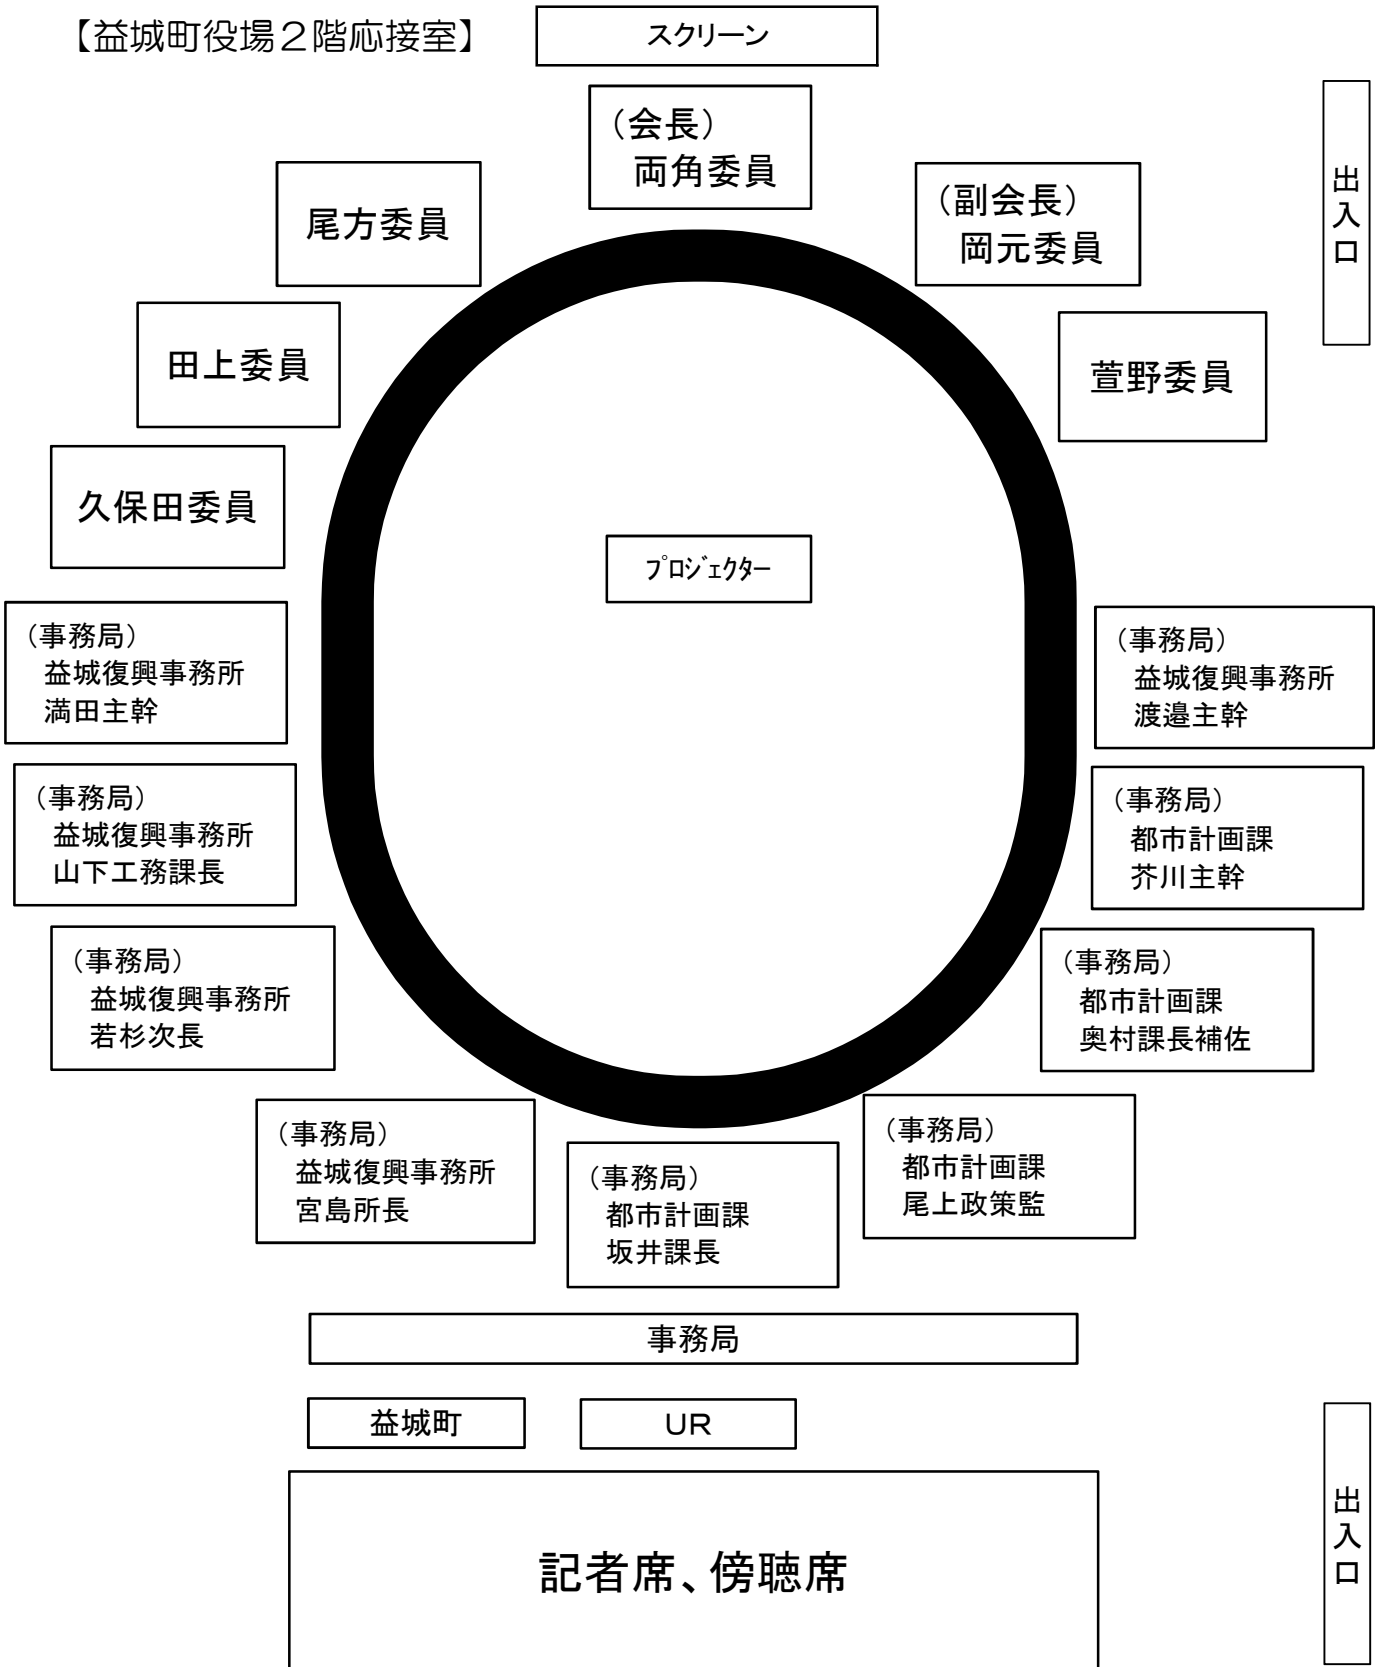 【益城町役場２階応接室】
スクリーン
（会長）
両角委員
尾方委員
（副会長）
岡元委員
出入口
田上委員
萱野委員
久保田委員
ﾌﾟﾛｼﾞｪｸﾀｰ
（事務局）
益城復興事務所
満田主幹
（事務局）
益城復興事務所
渡邉主幹
（事務局）
益城復興事務所
山下工務課長
（事務局）
都市計画課
芥川主幹
（事務局）
益城復興事務所
若杉次長
（事務局）
都市計画課
奥村課長補佐
（事務局）
益城復興事務所
宮島所長
（事務局）
都市計画課
坂井課長
（事務局）
都市計画課
尾上政策監
事務局
益城町
ＵＲ
記者席、傍聴席
出入口